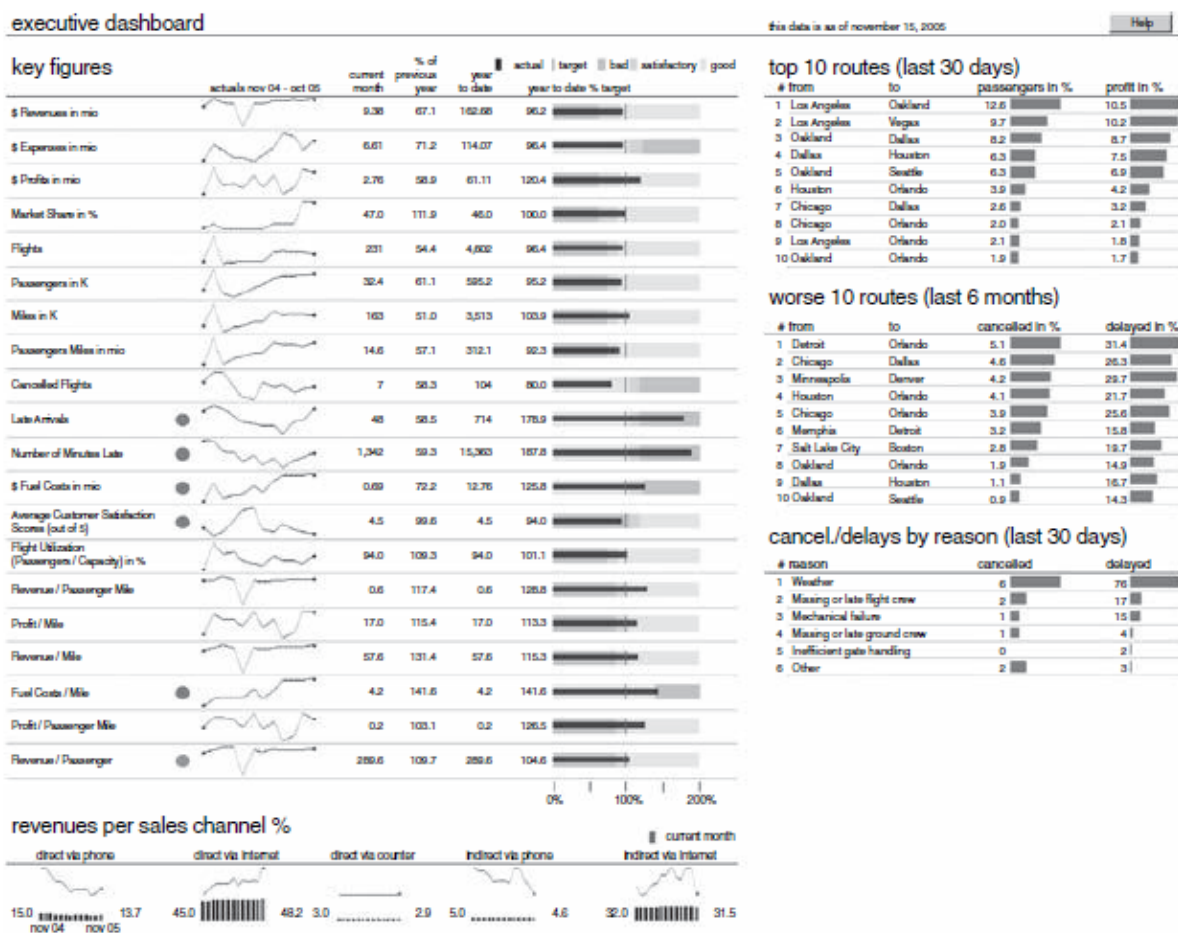 executive dashboard
this data is as of november 15, 2005
Help
key figures
actuals nov 04 - oct 05
current month
% of previous year
year to date
actual | target bad satisfactory good
year to date % target
$ Revenues in mio 9.38 67.1 162.68 96.2
$ Expenses in mio 6.61 71.2 114.07 96.4
$ Profits in mio 2.76 58.9 61.11 120.4
Market Share in % 47.0 111.9 46.0 100.0
Flights 231 54.4 4,602 96.4
Passengers in K 32.4 61.1 595.2 95.2
Miles in K 163 51.0 3,513 103.9
Passengers Miles in mio 14.6 57.1 312.1 92.3
Cancelled Flights 7 58.3 104 80.0
Late Arrivals 48 58.5 714 178.9
Number of Minutes Late 1,342 59.3 15,363 187.8
$ Fuel Costs in mio 0.69 72.2 12.76 125.8
Average Customer Satisfaction
Scores (out of 5) 4.5 99.6 4.5 94.0
Flight Utilization
(Passengers / Capacity) in % 94.0 109.3 94.0 101.1
Revenue / Passenger Mile 0.6 117.4 0.6 128.8
Profit / Mile 17.0 115.4 17.0 113.3
Revenue / Mile 57.6 131.4 57.6 115.3
Fuel Costs / Mile 4.2 141.6 4.2 141.6
Profit / Passenger Mile 0.2 103.1 0.2 126.5
Revenue / Passenger 289.6 109.7 289.6 104.6
0% 100% 200%
revenues per sales channel %
current month
direct via phone direct via internet direct via counter indirect via phone indirect via internet
15.0 13.7 45.0 48.2 3.0 2.9 5.0 4.6 32.0 31.5
nov 04 nov 05
top 10 routes (last 30 days)
# from to passengers in % profit in %
1 Los Angeles Oakland 12.6 10.5
2 Los Angeles Vegas 9.7 10.2
3 Oakland Dallas 8.2 8.7
4 Dallas Houston 6.3 7.5
5 Oakland Seattle 6.3 6.9
6 Houston Orlando 3.9 4.2
7 Chicago Dallas 2.6 3.2
8 Chicago Orlando 2.0 2.1
9 Los Angeles Orlando 2.1 1.8
10 Oakland Orlando 1.9 1.7
worse 10 routes (last 6 months)
# from to cancelled in % delayed in %
1 Detroit Orlando 5.1 31.4
2 Chicago Dallas 4.6 26.3
3 Minneapolis Denver 4.2 29.7
4 Houston Orlando 4.1 21.7
5 Chicago Orlando 3.9 25.6
6 Memphis Detroit 3.2 15.8
7 Salt Lake City Boston 2.8 19.7
8 Oakland Orlando 1.9 14.9
9 Dallas Houston 1.1 16.7
10 Oakland Seattle 0.9 14.3
cancel./delays by reason (last 30 days)
# reason cancelled delayed
1 Weather 6 76
2 Missing or late flight crew 2 17
3 Mechanical failure 1 15
4 Missing or late ground crew 1 4
5 Inefficient gate handling 0 2
6 Other 2 3